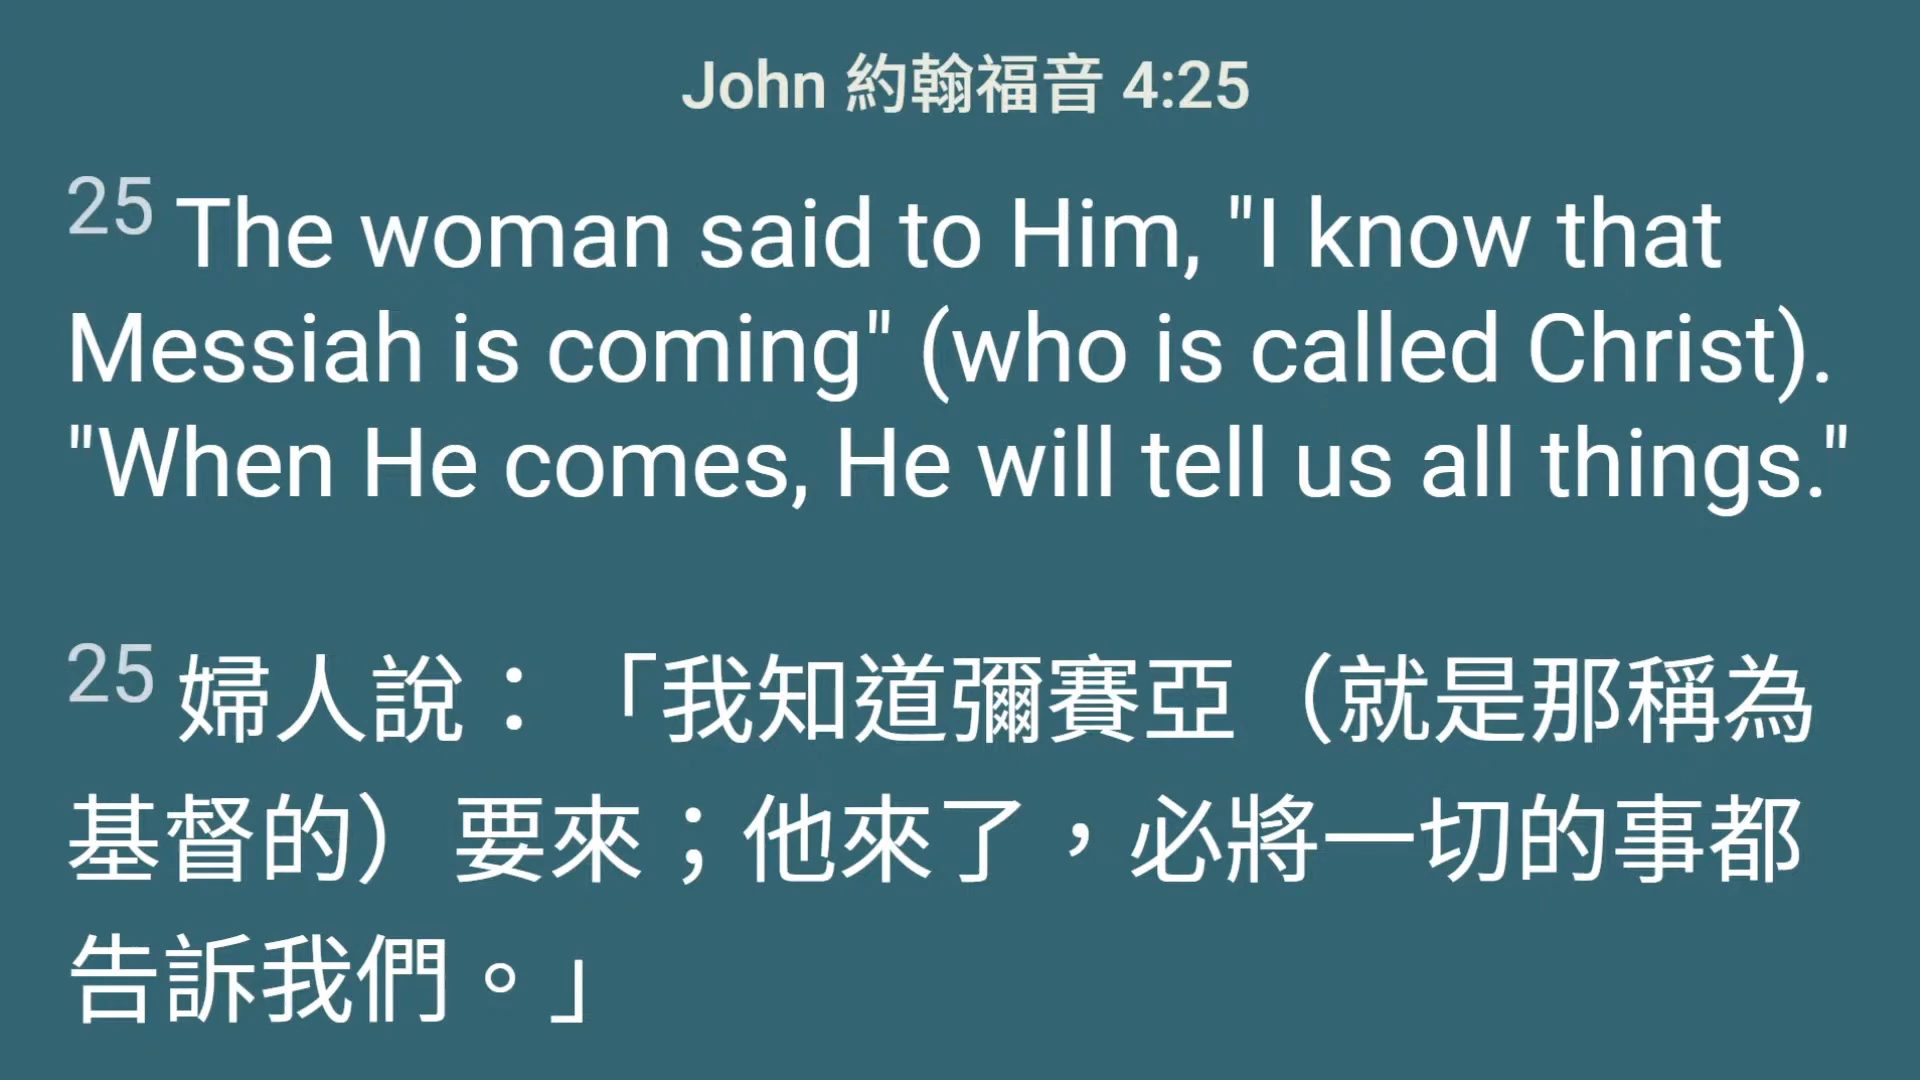 John 約翰福音 4:25
25 The woman said to Him, "I know that
Messiah is coming" (who is called Christ).
"When He comes, He will tell us all things."
25 婦人說：「我知道彌賽亞（就是那稱為
基督的）要來；他來了，必將一切的事都
告訴我們。」